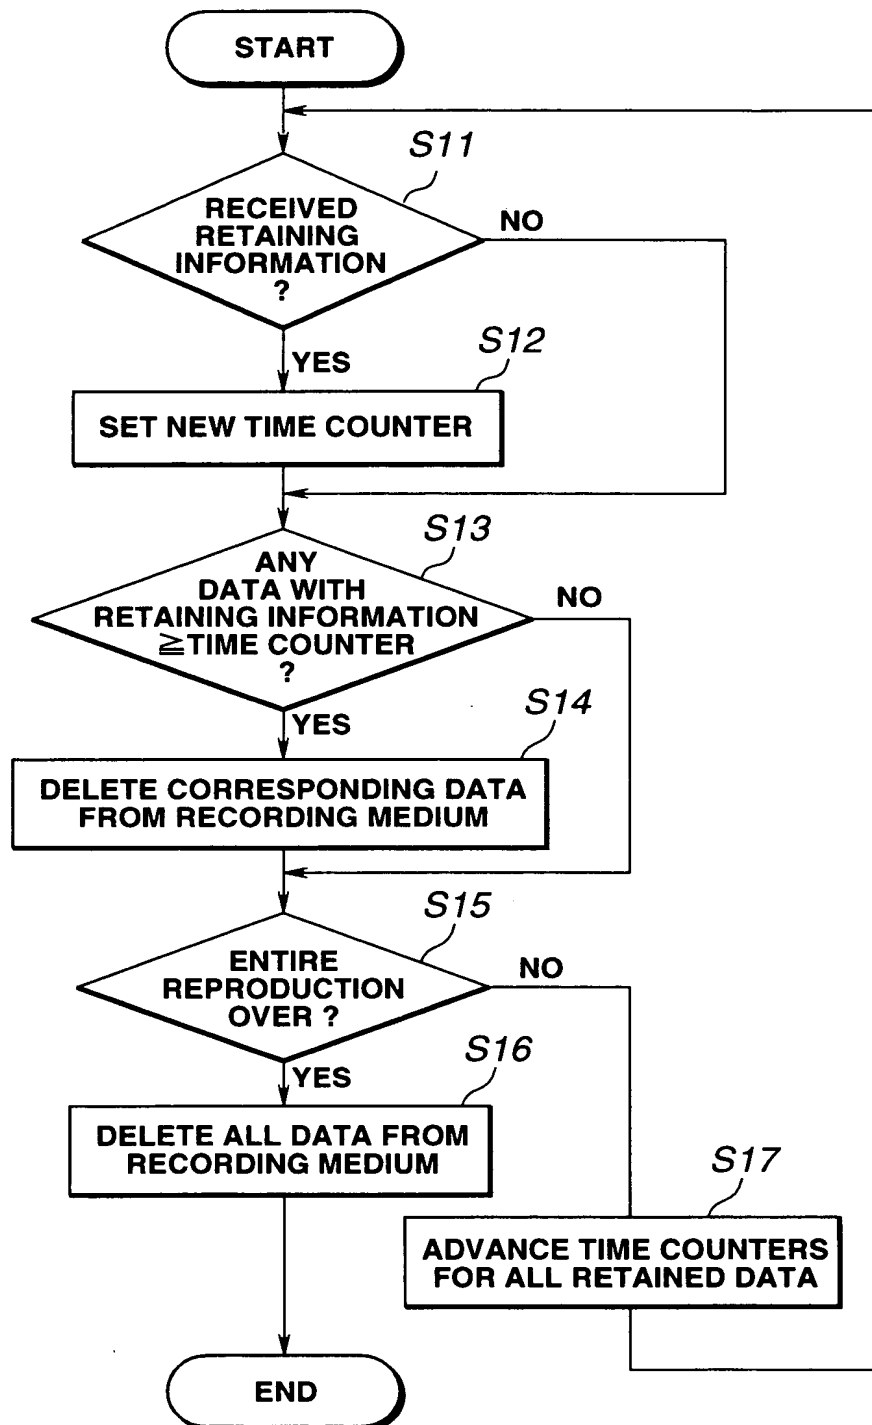 START
S11
RECEIVED
RETAINING
INFORMATION
?
NO
YES
S12
SET NEW TIME COUNTER
S13
ANY
DATA WITH
RETAINING INFORMATION
≧TIME COUNTER
?
NO
YES
S14
DELETE CORRESPONDING DATA
FROM RECORDING MEDIUM
S15
ENTIRE
REPRODUCTION
OVER ?
NO
YES
S16
DELETE ALL DATA FROM
RECORDING MEDIUM
S17
ADVANCE TIME COUNTERS
FOR ALL RETAINED DATA
END